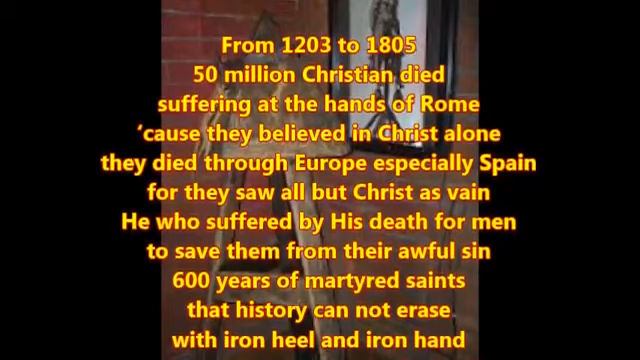 From 1203 to 1805
50 million Christian died
suffering at the hands of Rome
‘cause they believed in Christ alone
they died through Europe especially Spain
for they saw all but Christ as vain
He who suffered by His death for men
to save them from their awful sin
600 years of martyred saints
that history can not erase
with iron heel and iron hand